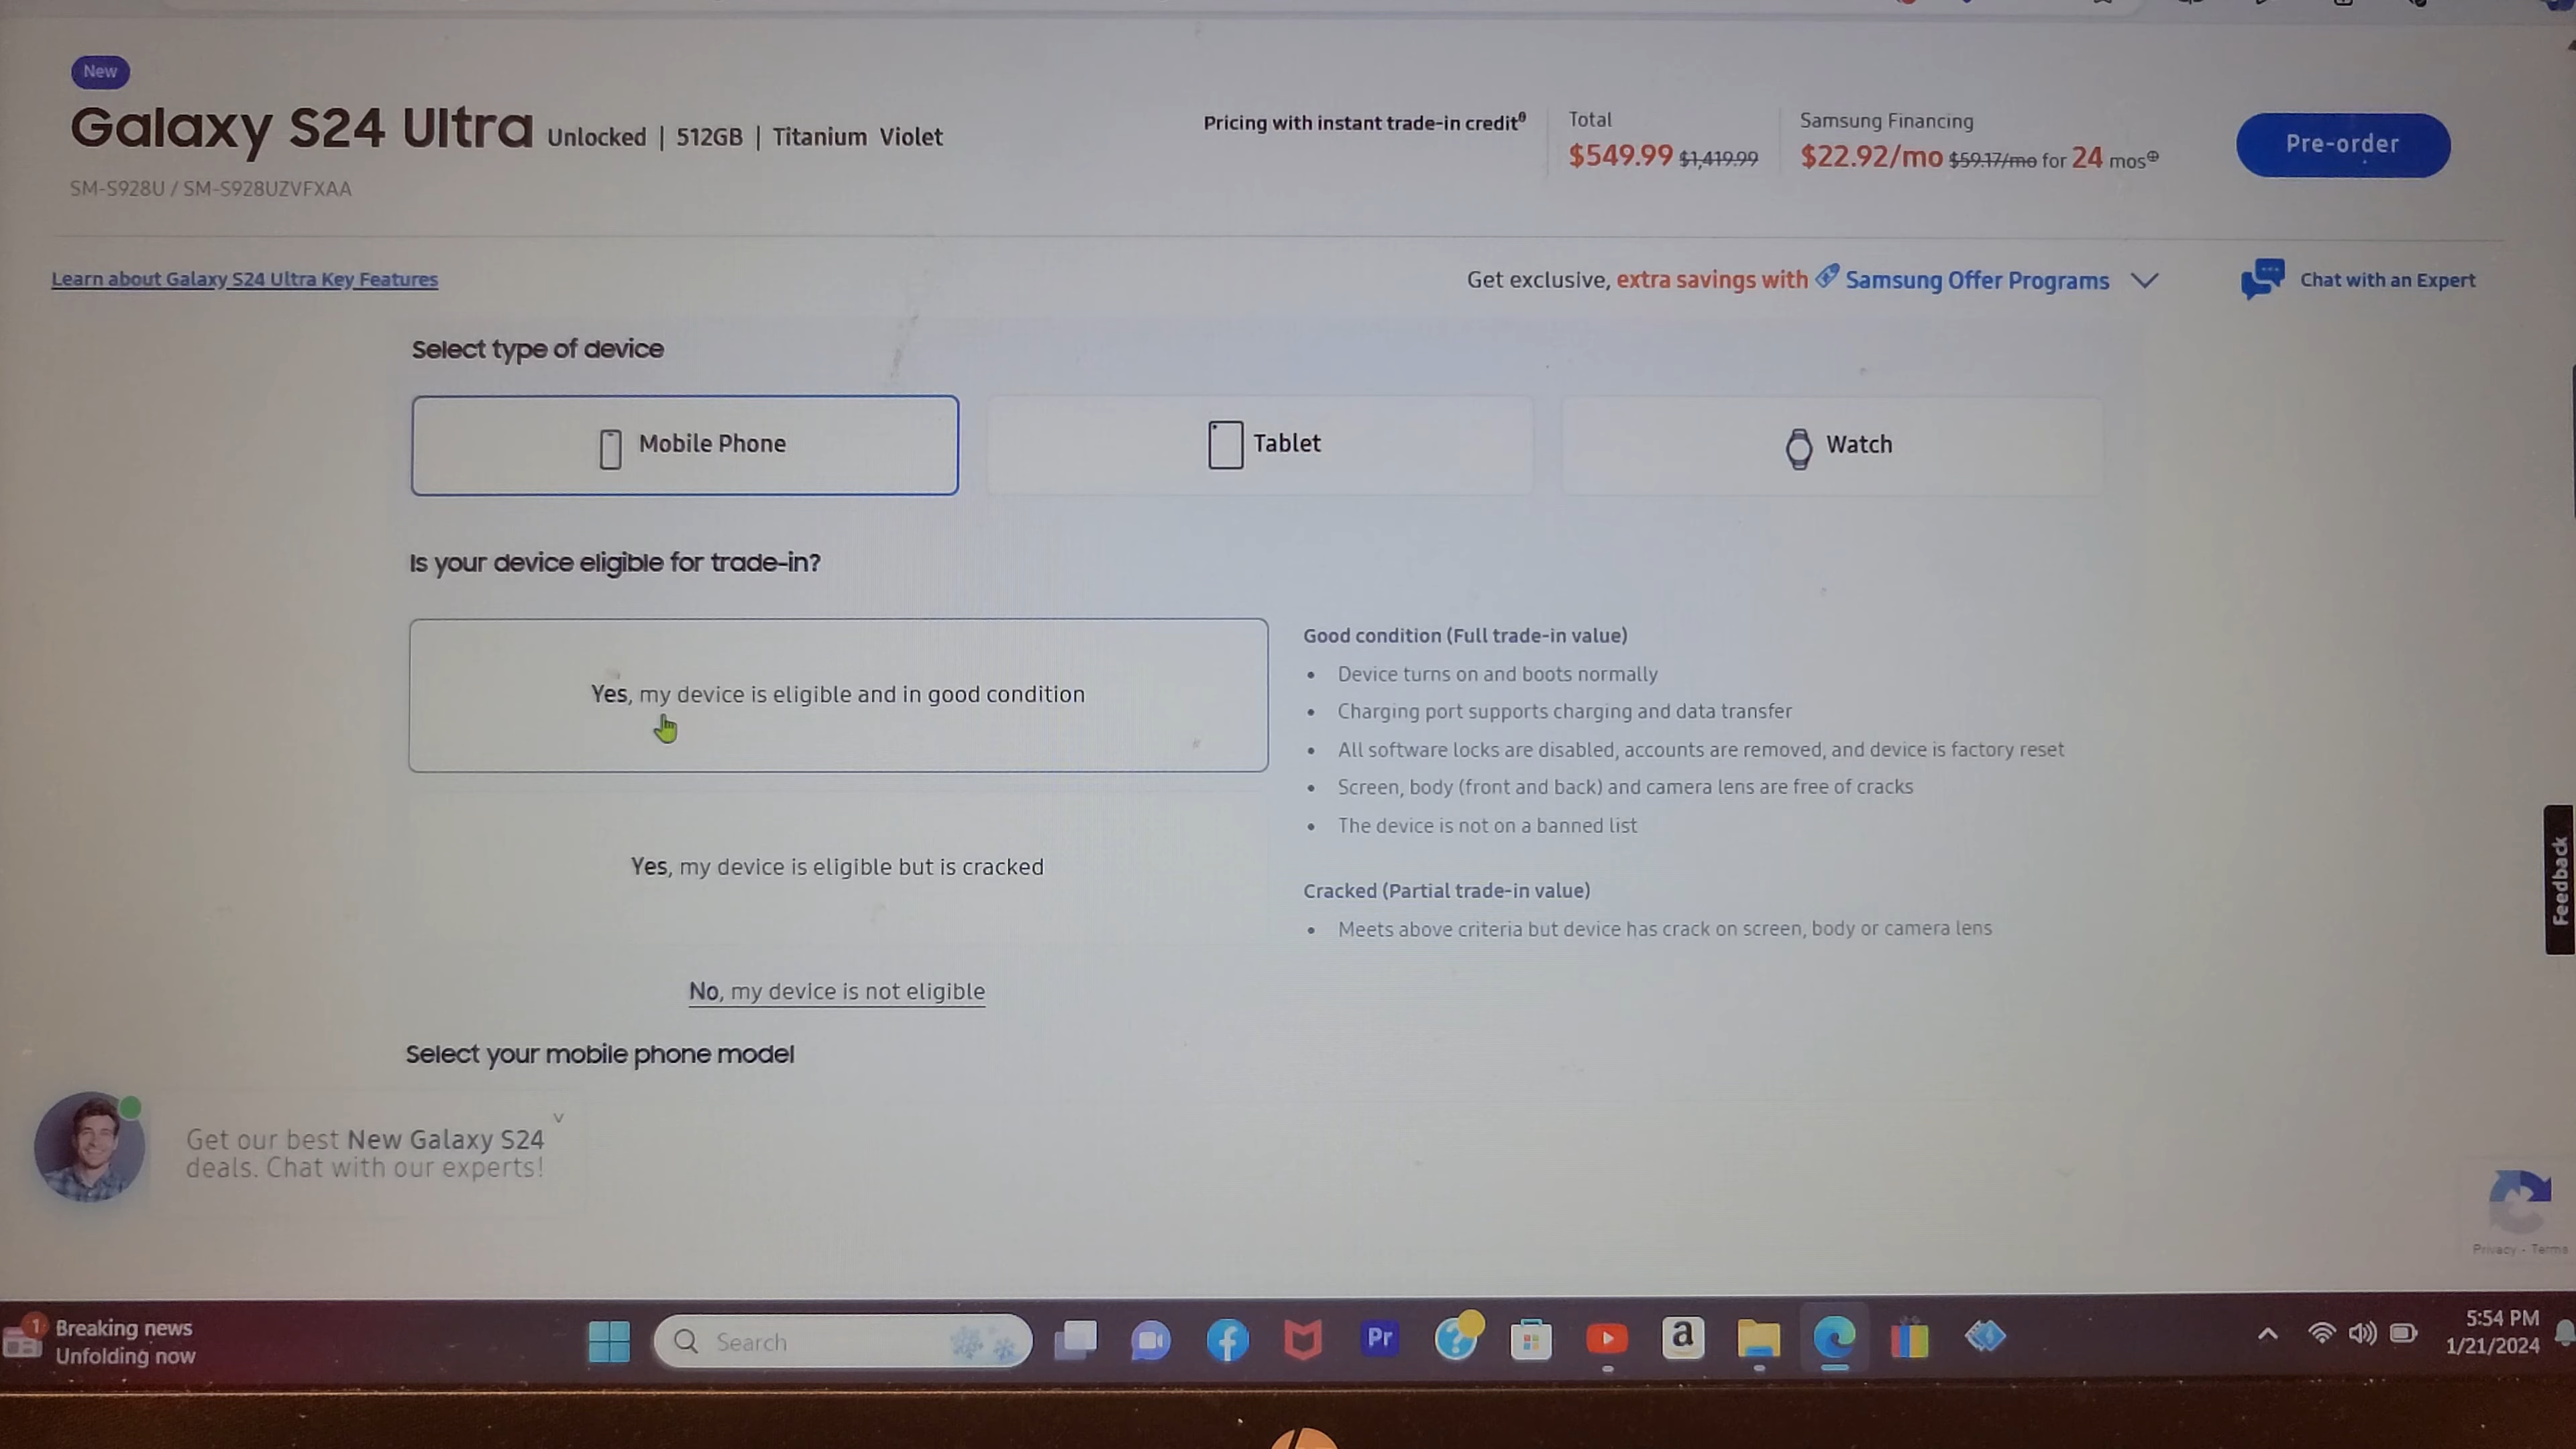 New
Galaxy S24 Ultra Unlocked | 512GB | Titanium Violet
SM-S928U / SM-S928UZVFXAA
Pricing with instant trade-in credit
Total
$549.99 $1,419.99
Samsung Financing
$22.92/mo $59.17/mo for 24 mos⊕
Pre-order
Learn about Galaxy S24 Ultra Key Features
Get exclusive, extra savings with Samsung Offer Programs
Chat with an Expert
Select type of device
Mobile Phone
Tablet
Watch
Is your device eligible for trade-in?
Yes, my device is eligible and in good condition
Yes, my device is eligible but is cracked
No, my device is not eligible
Good condition (Full trade-in value)
• Device turns on and boots normally
• Charging port supports charging and data transfer
• All software locks are disabled, accounts are removed, and device is factory reset
• Screen, body (front and back) and camera lens are free of cracks
• The device is not on a banned list
Cracked (Partial trade-in value)
• Meets above criteria but device has crack on screen, body or camera lens
Feedback
Select your mobile phone model
Get our best New Galaxy S24
deals. Chat with our experts!
Privacy - Terms
1
Breaking news
Unfolding now
Search
Pr
a
5:54 PM
1/21/2024